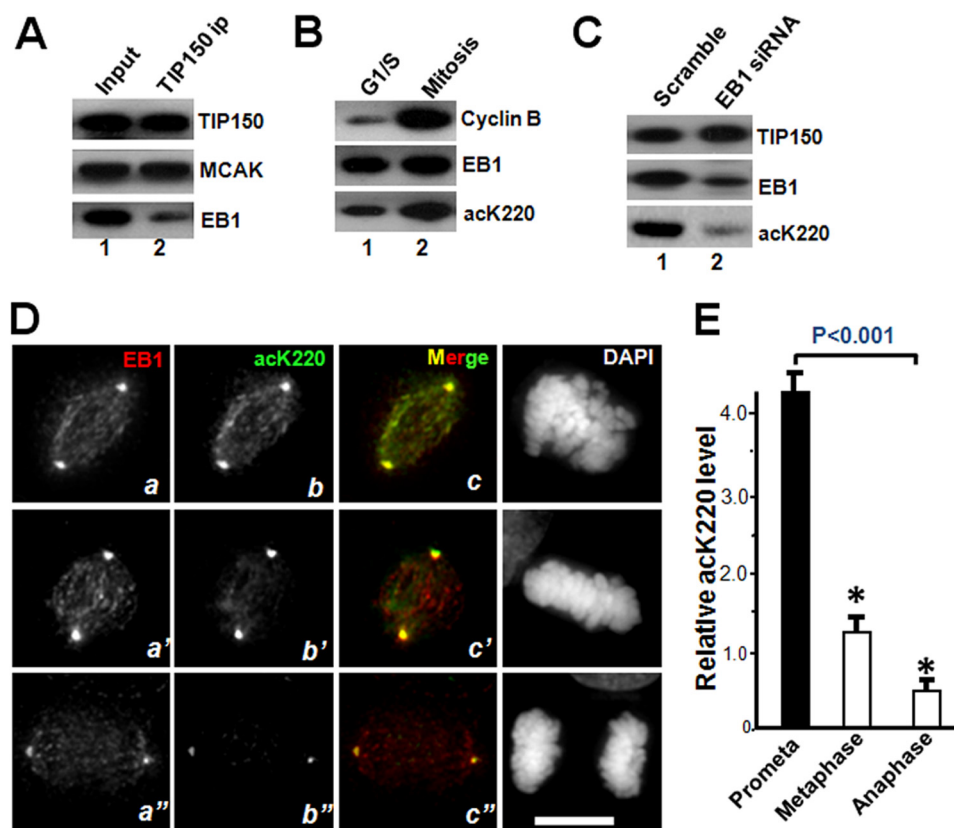 A
Input
TIP150 ip
TIP150
MCAK
EB1
1 2
B
G1/S
Mitosis
Cyclin B
EB1
acK220
1 2
C
Scramble
EB1 siRNA
TIP150
EB1
acK220
1 2
D
EB1
acK220
Merge
DAPI
a
b
c
a'
b'
c'
a"
b"
c"
E
P<0.001
Relative acK220 level
4.0
3.0
2.0
1.0
0
*
*
Prometa
Metaphase
Anaphase